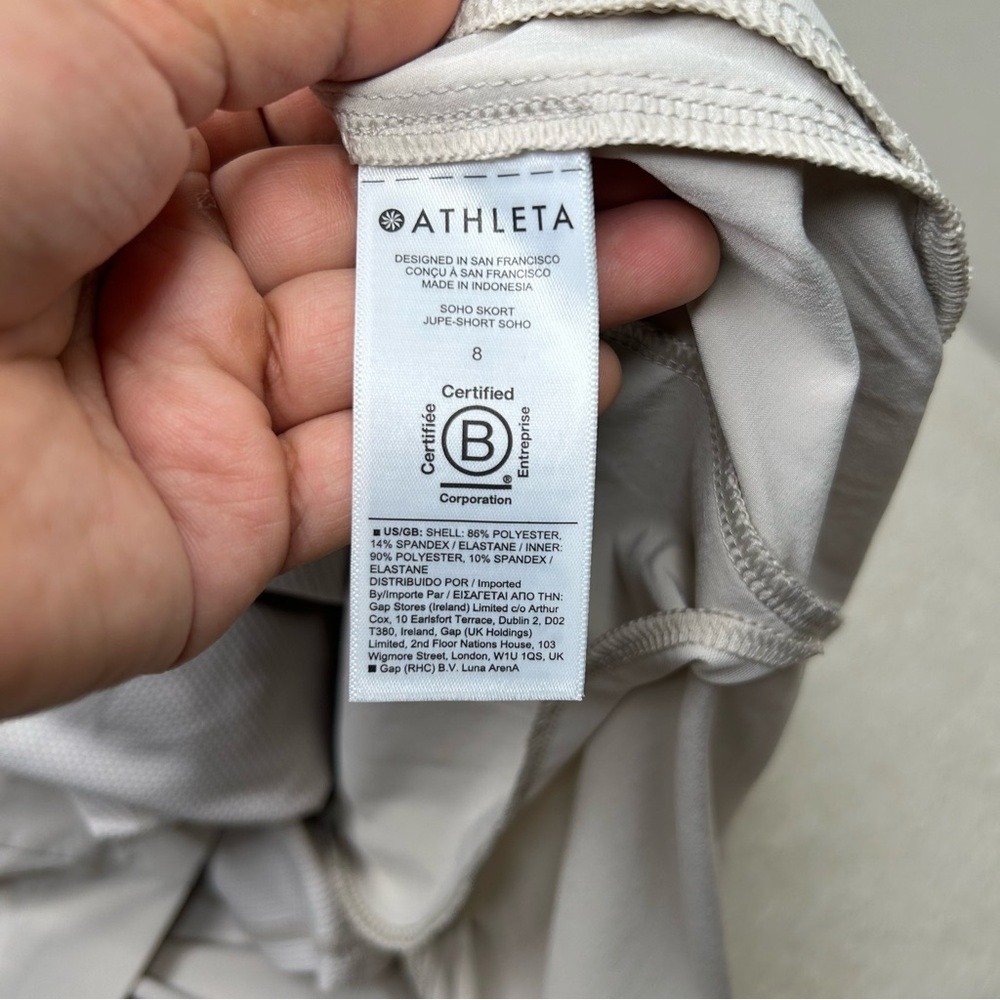 ATHLETA
DESIGNED IN SAN FRANCISCO
CONÇU À SAN FRANCISCO
MADE IN INDONESIA
SOHO SKORT
JUPE-SHORT SOHO
8
Certified
Certifiée
B
Entreprise
®
Corporation
■ US/GB: SHELL: 86% POLYESTER,
14% SPANDEX / ELASTANE / INNER:
90% POLYESTER, 10% SPANDEX /
ELASTANE
DISTRIBUIDO POR / Imported
By/Importe Par / ΕΙΣΑΓΕΤΑΙ ΑΠΟ ΤΗΝ:
Gap Stores (Ireland) Limited c/o Arthur
Cox, 10 Earlsfort Terrace, Dublin 2, D02
T380, Ireland, Gap (UK Holdings)
Limited, 2nd Floor Nations House, 103
Wigmore Street, London, W1U 1QS, UK
■ Gap (RHC) B.V. Luna ArenA